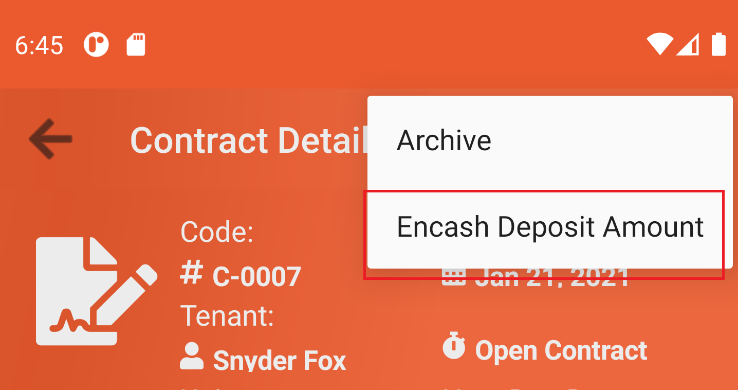 6:45
Contract Detail
Archive
Encash Deposit Amount
Code:
# C-0007
Jan 21, 2021
Tenant:
Snyder Fox
Open Contract